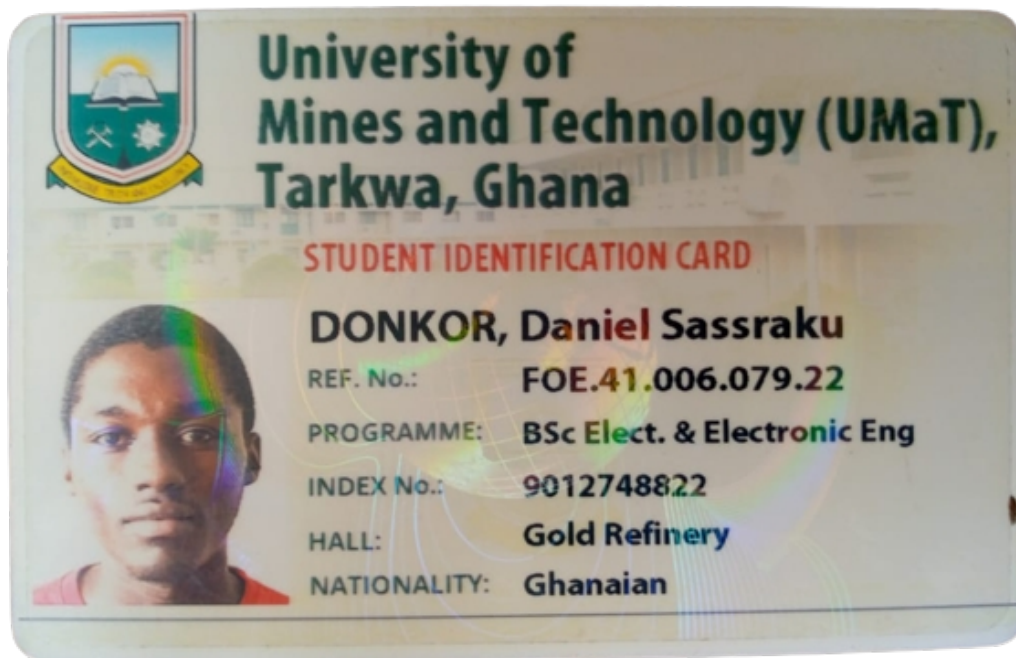 University of
Mines and Technology (UMaT),
Tarkwa, Ghana
STUDENT IDENTIFICATION CARD
DONKOR, Daniel Sassraku
REF. No.: FOE.41.006.079.22
PROGRAMME: BSc Elect. & Electronic Eng
INDEX No.: 9012748822
HALL: Gold Refinery
NATIONALITY: Ghanaian